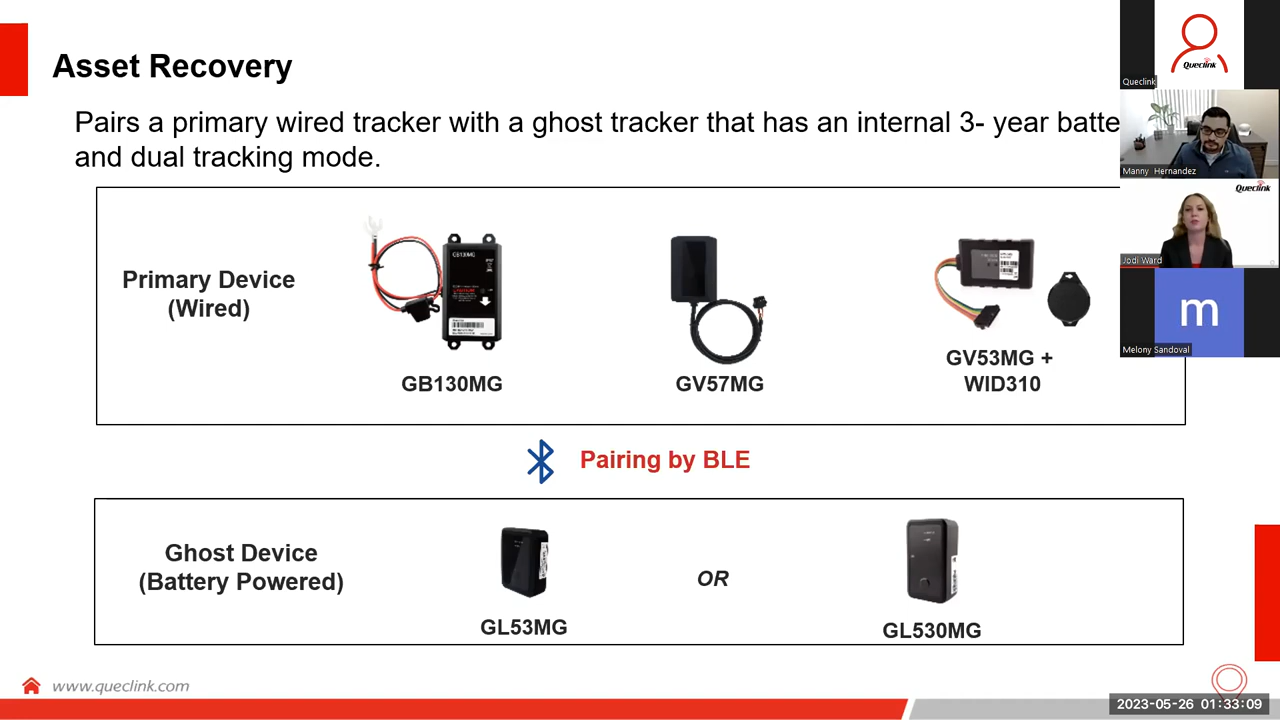 Asset Recovery
Pairs a primary wired tracker with a ghost tracker that has an internal 3- year batte
and dual tracking mode.
Queclink
Queclink
Manny Hernandez
Queclink
Jodi Ward
m
Melony Sandoval
Primary Device
(Wired)
GB130MG
GB130MG
GV57MG
GV53MG +
WID310
Pairing by BLE
Ghost Device
(Battery Powered)
GL53MG
OR
GL530MG
www.queclink.com
2023-05-26 01:33:09